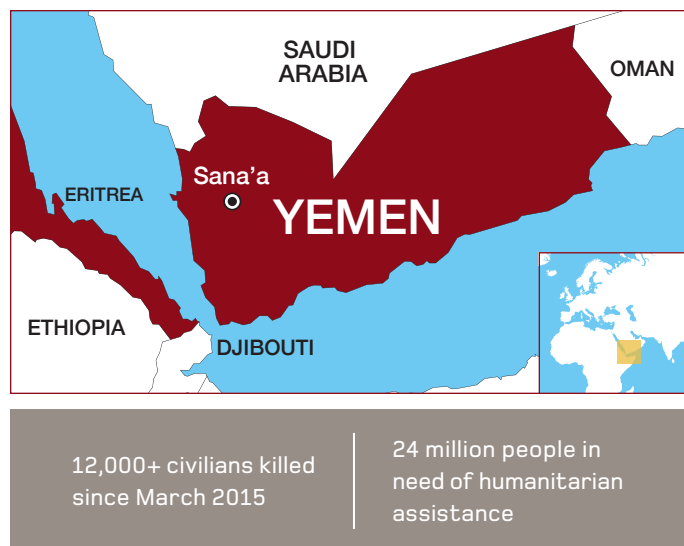 SAUDI
ARABIA
OMAN
Sana’a
ERITREA
YEMEN
ETHIOPIA
DJIBOUTI
12,000+ civilians killed
since March 2015
24 million people in
need of humanitarian
assistance